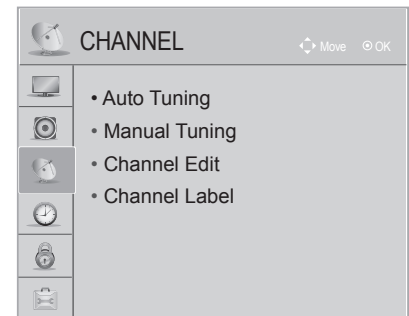 CHANNEL
Move OK
• Auto Tuning
• Manual Tuning
• Channel Edit
• Channel Label